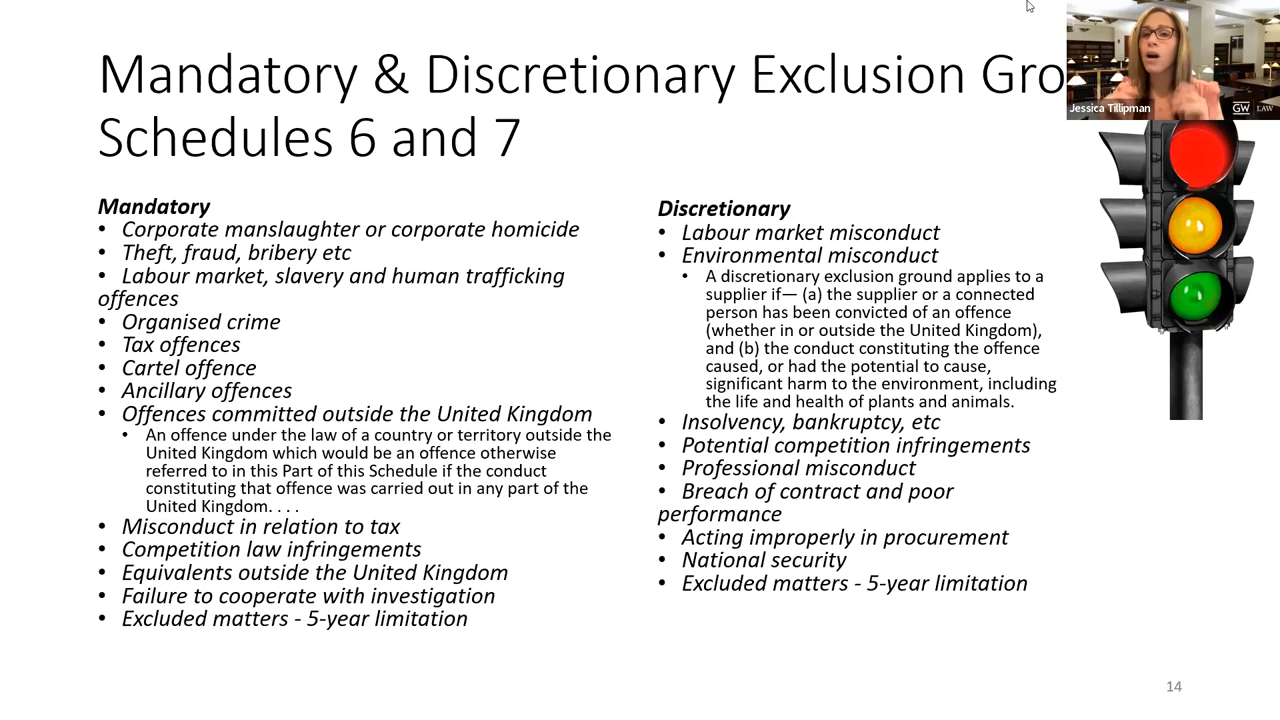 Mandatory & Discretionary Exclusion Gro
Schedules 6 and 7
Jessica Tillipman
GW LAW
Mandatory
• Corporate manslaughter or corporate homicide
• Theft, fraud, bribery etc
• Labour market, slavery and human trafficking
offences
• Organised crime
• Tax offences
• Cartel offence
• Ancillary offences
• Offences committed outside the United Kingdom
• An offence under the law of a country or territory outside the
United Kingdom which would be an offence otherwise
referred to in this Part of this Schedule if the conduct
constituting that offence was carried out in any part of the
United Kingdom. . . .
• Misconduct in relation to tax
• Competition law infringements
• Equivalents outside the United Kingdom
• Failure to cooperate with investigation
• Excluded matters - 5-year limitation
Discretionary
• Labour market misconduct
• Environmental misconduct
• A discretionary exclusion ground applies to a
supplier if— (a) the supplier or a connected
person has been convicted of an offence
(whether in or outside the United Kingdom),
and (b) the conduct constituting the offence
caused, or had the potential to cause,
significant harm to the environment, including
the life and health of plants and animals.
• Insolvency, bankruptcy, etc
• Potential competition infringements
• Professional misconduct
• Breach of contract and poor
performance
• Acting improperly in procurement
• National security
• Excluded matters - 5-year limitation
14